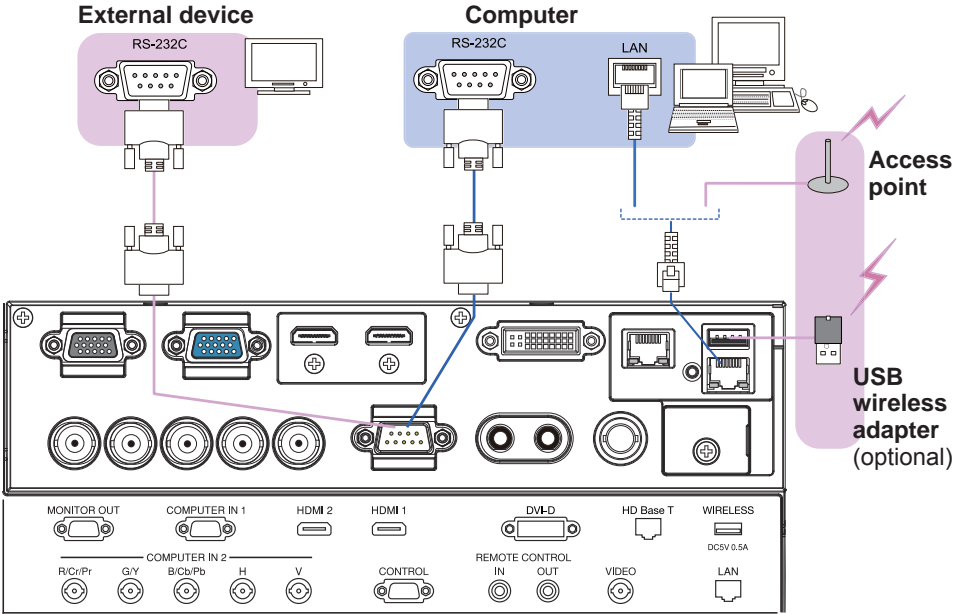 External device
Computer
RS-232C
RS-232C
LAN
Access
point
USB
wireless
adapter
(optional)
MONITOR OUT
COMPUTER IN 1
HDMI 2
HDMI 1
DVI-D
HD Base T
WIRELESS
DC5V 0.5A
COMPUTER IN 2
REMOTE CONTROL
R/Cr/Pr
G/Y
B/Cb/Pb
H
V
CONTROL
IN
OUT
VIDEO
LAN